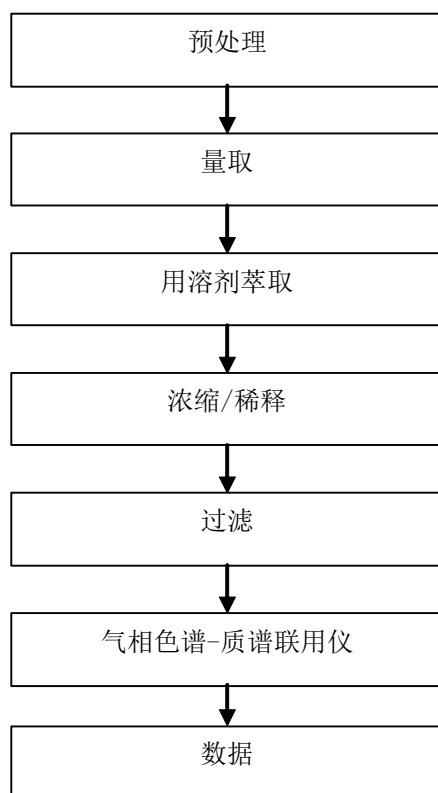 预处理
量取
用溶剂萃取
浓缩/稀释
过滤
气相色谱-质谱联用仪
数据